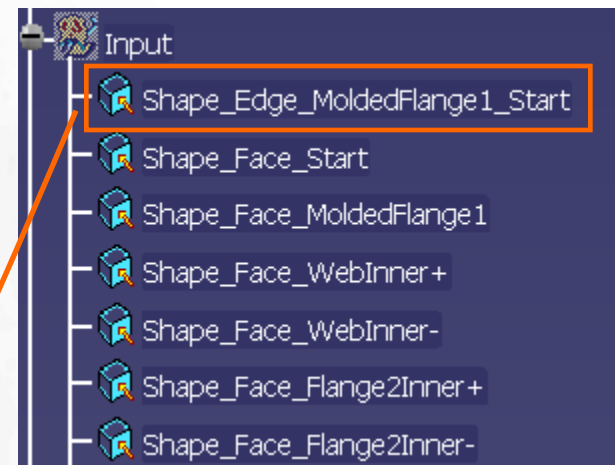 Input
Shape_Edge_MoldedFlange1_Start
Shape_Face_Start
Shape_Face_MoldedFlange1
Shape_Face_WebInner+
Shape_Face_WebInner-
Shape_Face_Flange2Inner+
Shape_Face_Flange2Inner-